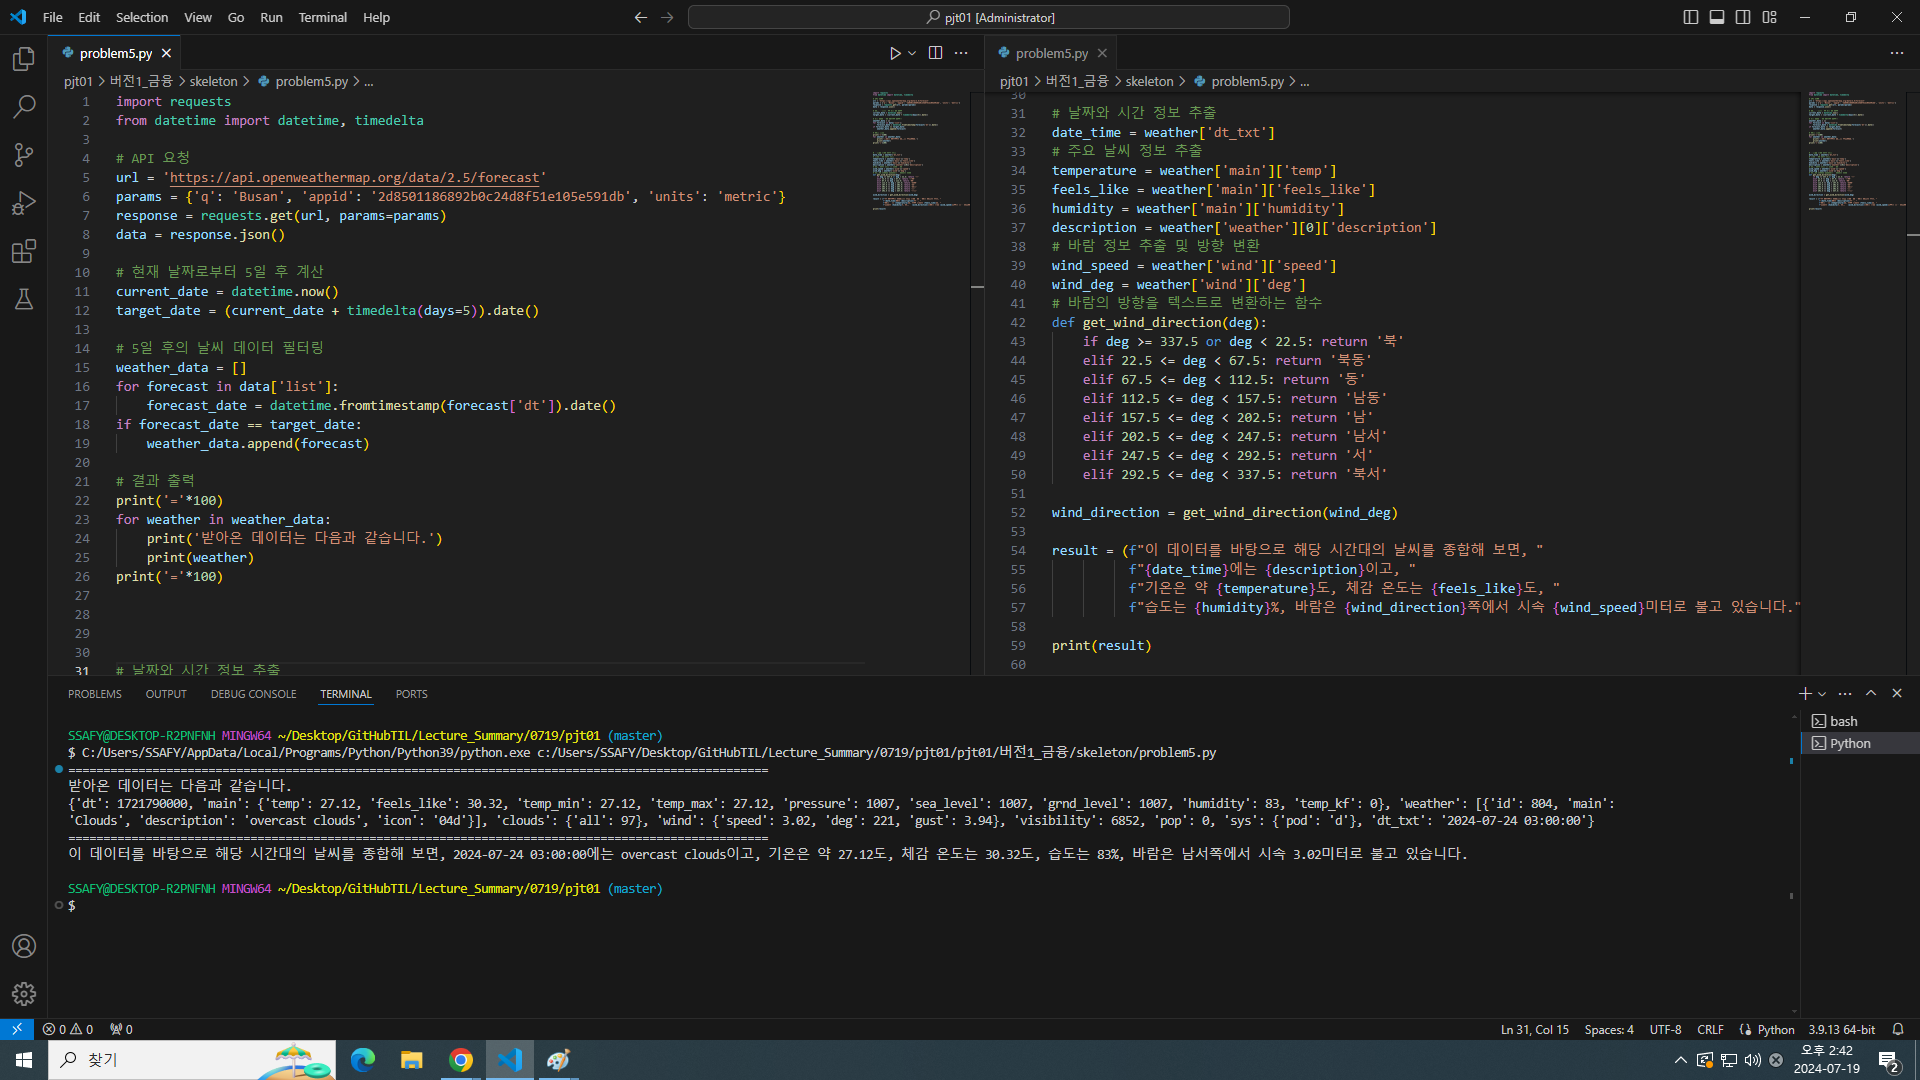 File Edit Selection View Go Run Terminal Help
pjt01 [Administrator]
problem5.py
pjt01 > 버전1_금융 > skeleton > problem5.py > ...
1 import requests
2 from datetime import datetime, timedelta
3
4 # API 요청
5 url = 'https://api.openweathermap.org/data/2.5/forecast'
6 params = {'q': 'Busan', 'appid': '2d8501186892b0c24d8f51e105e591db', 'units': 'metric'}
7 response = requests.get(url, params=params)
8 data = response.json()
9
10 # 현재 날짜로부터 5일 후 계산
11 current_date = datetime.now()
12 target_date = (current_date + timedelta(days=5)).date()
13
14 # 5일 후의 날씨 데이터 필터링
15 weather_data = []
16 for forecast in data['list']:
17     forecast_date = datetime.fromtimestamp(forecast['dt']).date()
18 if forecast_date == target_date:
19     weather_data.append(forecast)
20
21 # 결과 출력
22 print('='*100)
23 for weather in weather_data:
24     print('받아온 데이터는 다음과 같습니다.')
25     print(weather)
26 print('='*100)
27
28
29
30
31 # 날짜와 시간 정보 추출
problem5.py
pjt01 > 버전1_금융 > skeleton > problem5.py > ...
30
31 # 날짜와 시간 정보 추출
32 date_time = weather['dt_txt']
33 # 주요 날씨 정보 추출
34 temperature = weather['main']['temp']
35 feels_like = weather['main']['feels_like']
36 humidity = weather['main']['humidity']
37 description = weather['weather'][0]['description']
38 # 바람 정보 추출 및 방향 변환
39 wind_speed = weather['wind']['speed']
40 wind_deg = weather['wind']['deg']
41 # 바람의 방향을 텍스트로 변환하는 함수
42 def get_wind_direction(deg):
43     if deg >= 337.5 or deg < 22.5: return '북'
44     elif 22.5 <= deg < 67.5: return '북동'
45     elif 67.5 <= deg < 112.5: return '동'
46     elif 112.5 <= deg < 157.5: return '남동'
47     elif 157.5 <= deg < 202.5: return '남'
48     elif 202.5 <= deg < 247.5: return '남서'
49     elif 247.5 <= deg < 292.5: return '서'
50     elif 292.5 <= deg < 337.5: return '북서'
51
52 wind_direction = get_wind_direction(wind_deg)
53
54 result = (f"이 데이터를 바탕으로 해당 시간대의 날씨를 종합해 보면, "
55           f"{date_time}에는 {description}이고, "
56           f"기온은 약 {temperature}도, 체감 온도는 {feels_like}도, "
57           f"습도는 {humidity}%, 바람은 {wind_direction}쪽에서 시속 {wind_speed}미터로 불고 있습니다."
58
59 print(result)
60
PROBLEMS OUTPUT DEBUG CONSOLE TERMINAL PORTS
SSAFY@DESKTOP-R2PNFNH MINGW64 ~/Desktop/GitHubTIL/Lecture_Summary/0719/pjt01 (master)
$ C:/Users/SSAFY/AppData/Local/Programs/Python/Python39/python.exe c:/Users/SSAFY/Desktop/GitHubTIL/Lecture_Summary/0719/pjt01/pjt01/버전1_금융/skeleton/problem5.py
====================================================================================================
받아온 데이터는 다음과 같습니다.
{'dt': 1721790000, 'main': {'temp': 27.12, 'feels_like': 30.32, 'temp_min': 27.12, 'temp_max': 27.12, 'pressure': 1007, 'sea_level': 1007, 'grnd_level': 1007, 'humidity': 83, 'temp_kf': 0}, 'weather': [{'id': 804, 'main':
'Clouds', 'description': 'overcast clouds', 'icon': '04d'}], 'clouds': {'all': 97}, 'wind': {'speed': 3.02, 'deg': 221, 'gust': 3.94}, 'visibility': 6852, 'pop': 0, 'sys': {'pod': 'd'}, 'dt_txt': '2024-07-24 03:00:00'}
====================================================================================================
이 데이터를 바탕으로 해당 시간대의 날씨를 종합해 보면, 2024-07-24 03:00:00에는 overcast clouds이고, 기온은 약 27.12도, 체감 온도는 30.32도, 습도는 83%, 바람은 남서쪽에서 시속 3.02미터로 불고 있습니다.
SSAFY@DESKTOP-R2PNFNH MINGW64 ~/Desktop/GitHubTIL/Lecture_Summary/0719/pjt01 (master)
$
bash
Python
0 0 0
Ln 31, Col 15 Spaces: 4 UTF-8 CRLF Python 3.9.13 64-bit
찾기
오후 2:42
2024-07-19
2